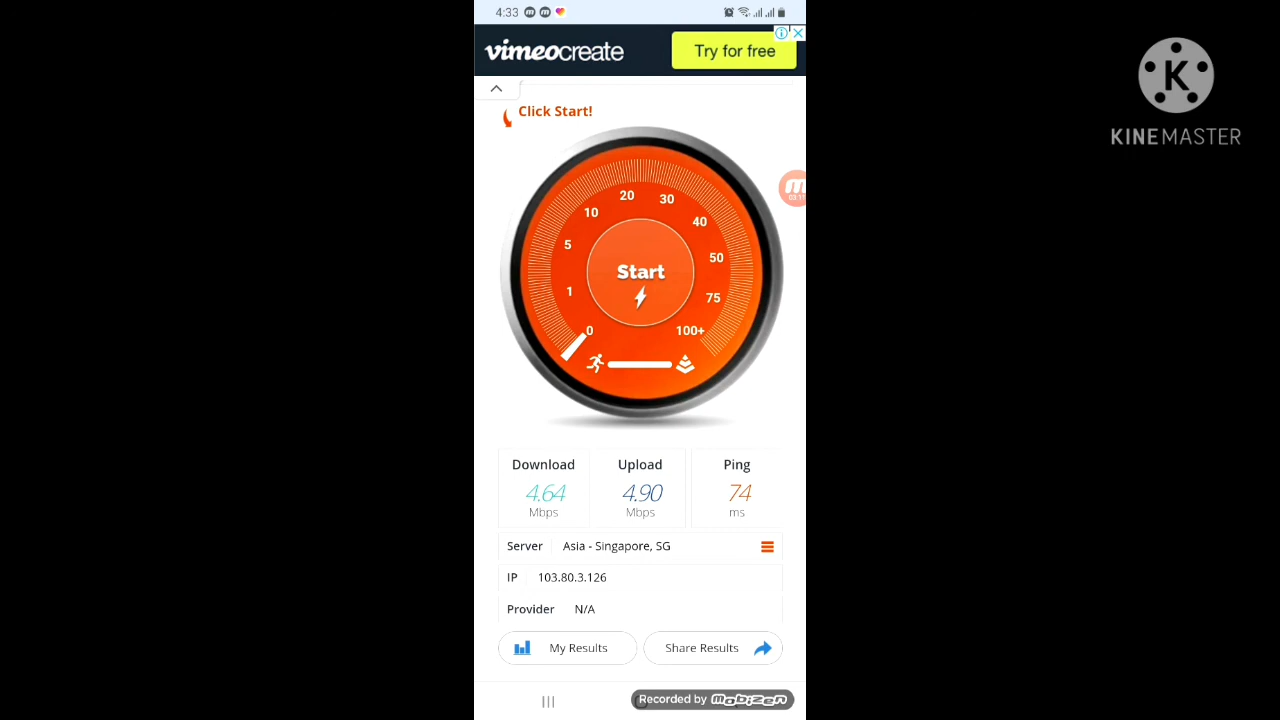 4:33
vimeocreate
Try for free
Click Start!
K
KINEMASTER
20
30
10
40
5
50
Start
1
75
0
100+
Download
Upload
Ping
4.64
4.90
74
Mbps
Mbps
ms
Server
Asia - Singapore, SG
IP
103.80.3.126
Provider
N/A
My Results
Share Results
Recorded by mobizen